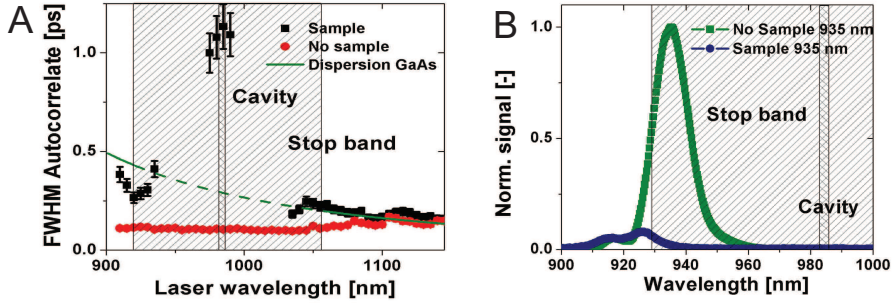 A
FWHM Autocorrelate [ps]
1.0
0.5
0.0
Sample
No sample
Dispersion GaAs
Cavity
Stop band
900
1000
1100
Laser wavelength [nm]
B
Norm. signal [-]
1.0
0.5
0.0
No Sample 935 nm
Sample 935 nm
Stop band
Cavity
900
920
940
960
980
1000
Wavelength [nm]